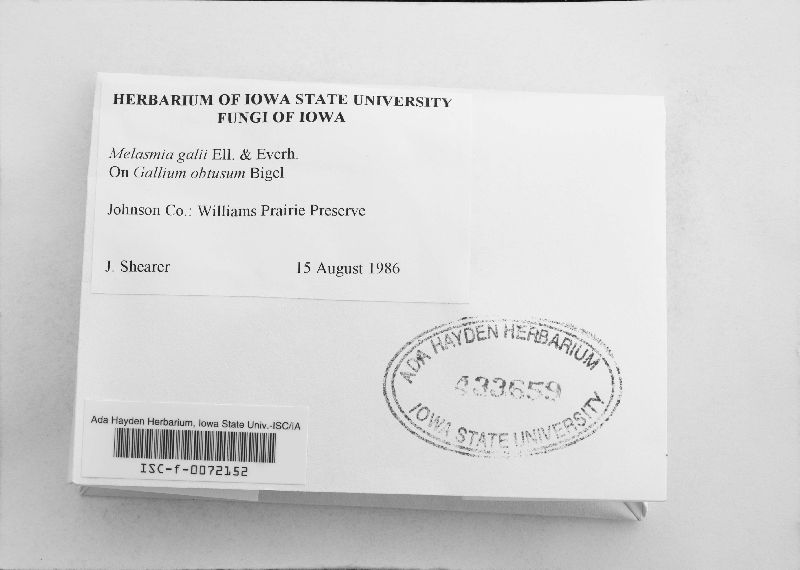 HERBARIUM OF IOWA STATE UNIVERSITY
FUNGI OF IOWA
Melasmia galii Ell. & Everh.
On Gallium obtusum Bigel
Johnson Co.: Williams Prairie Preserve
J. Shearer 15 August 1986
ADA HAYDEN HERBARIUM
433659
IOWA STATE UNIVERSITY
Ada Hayden Herbarium, Iowa State Univ.-ISC/IA
ISC-f-0072152